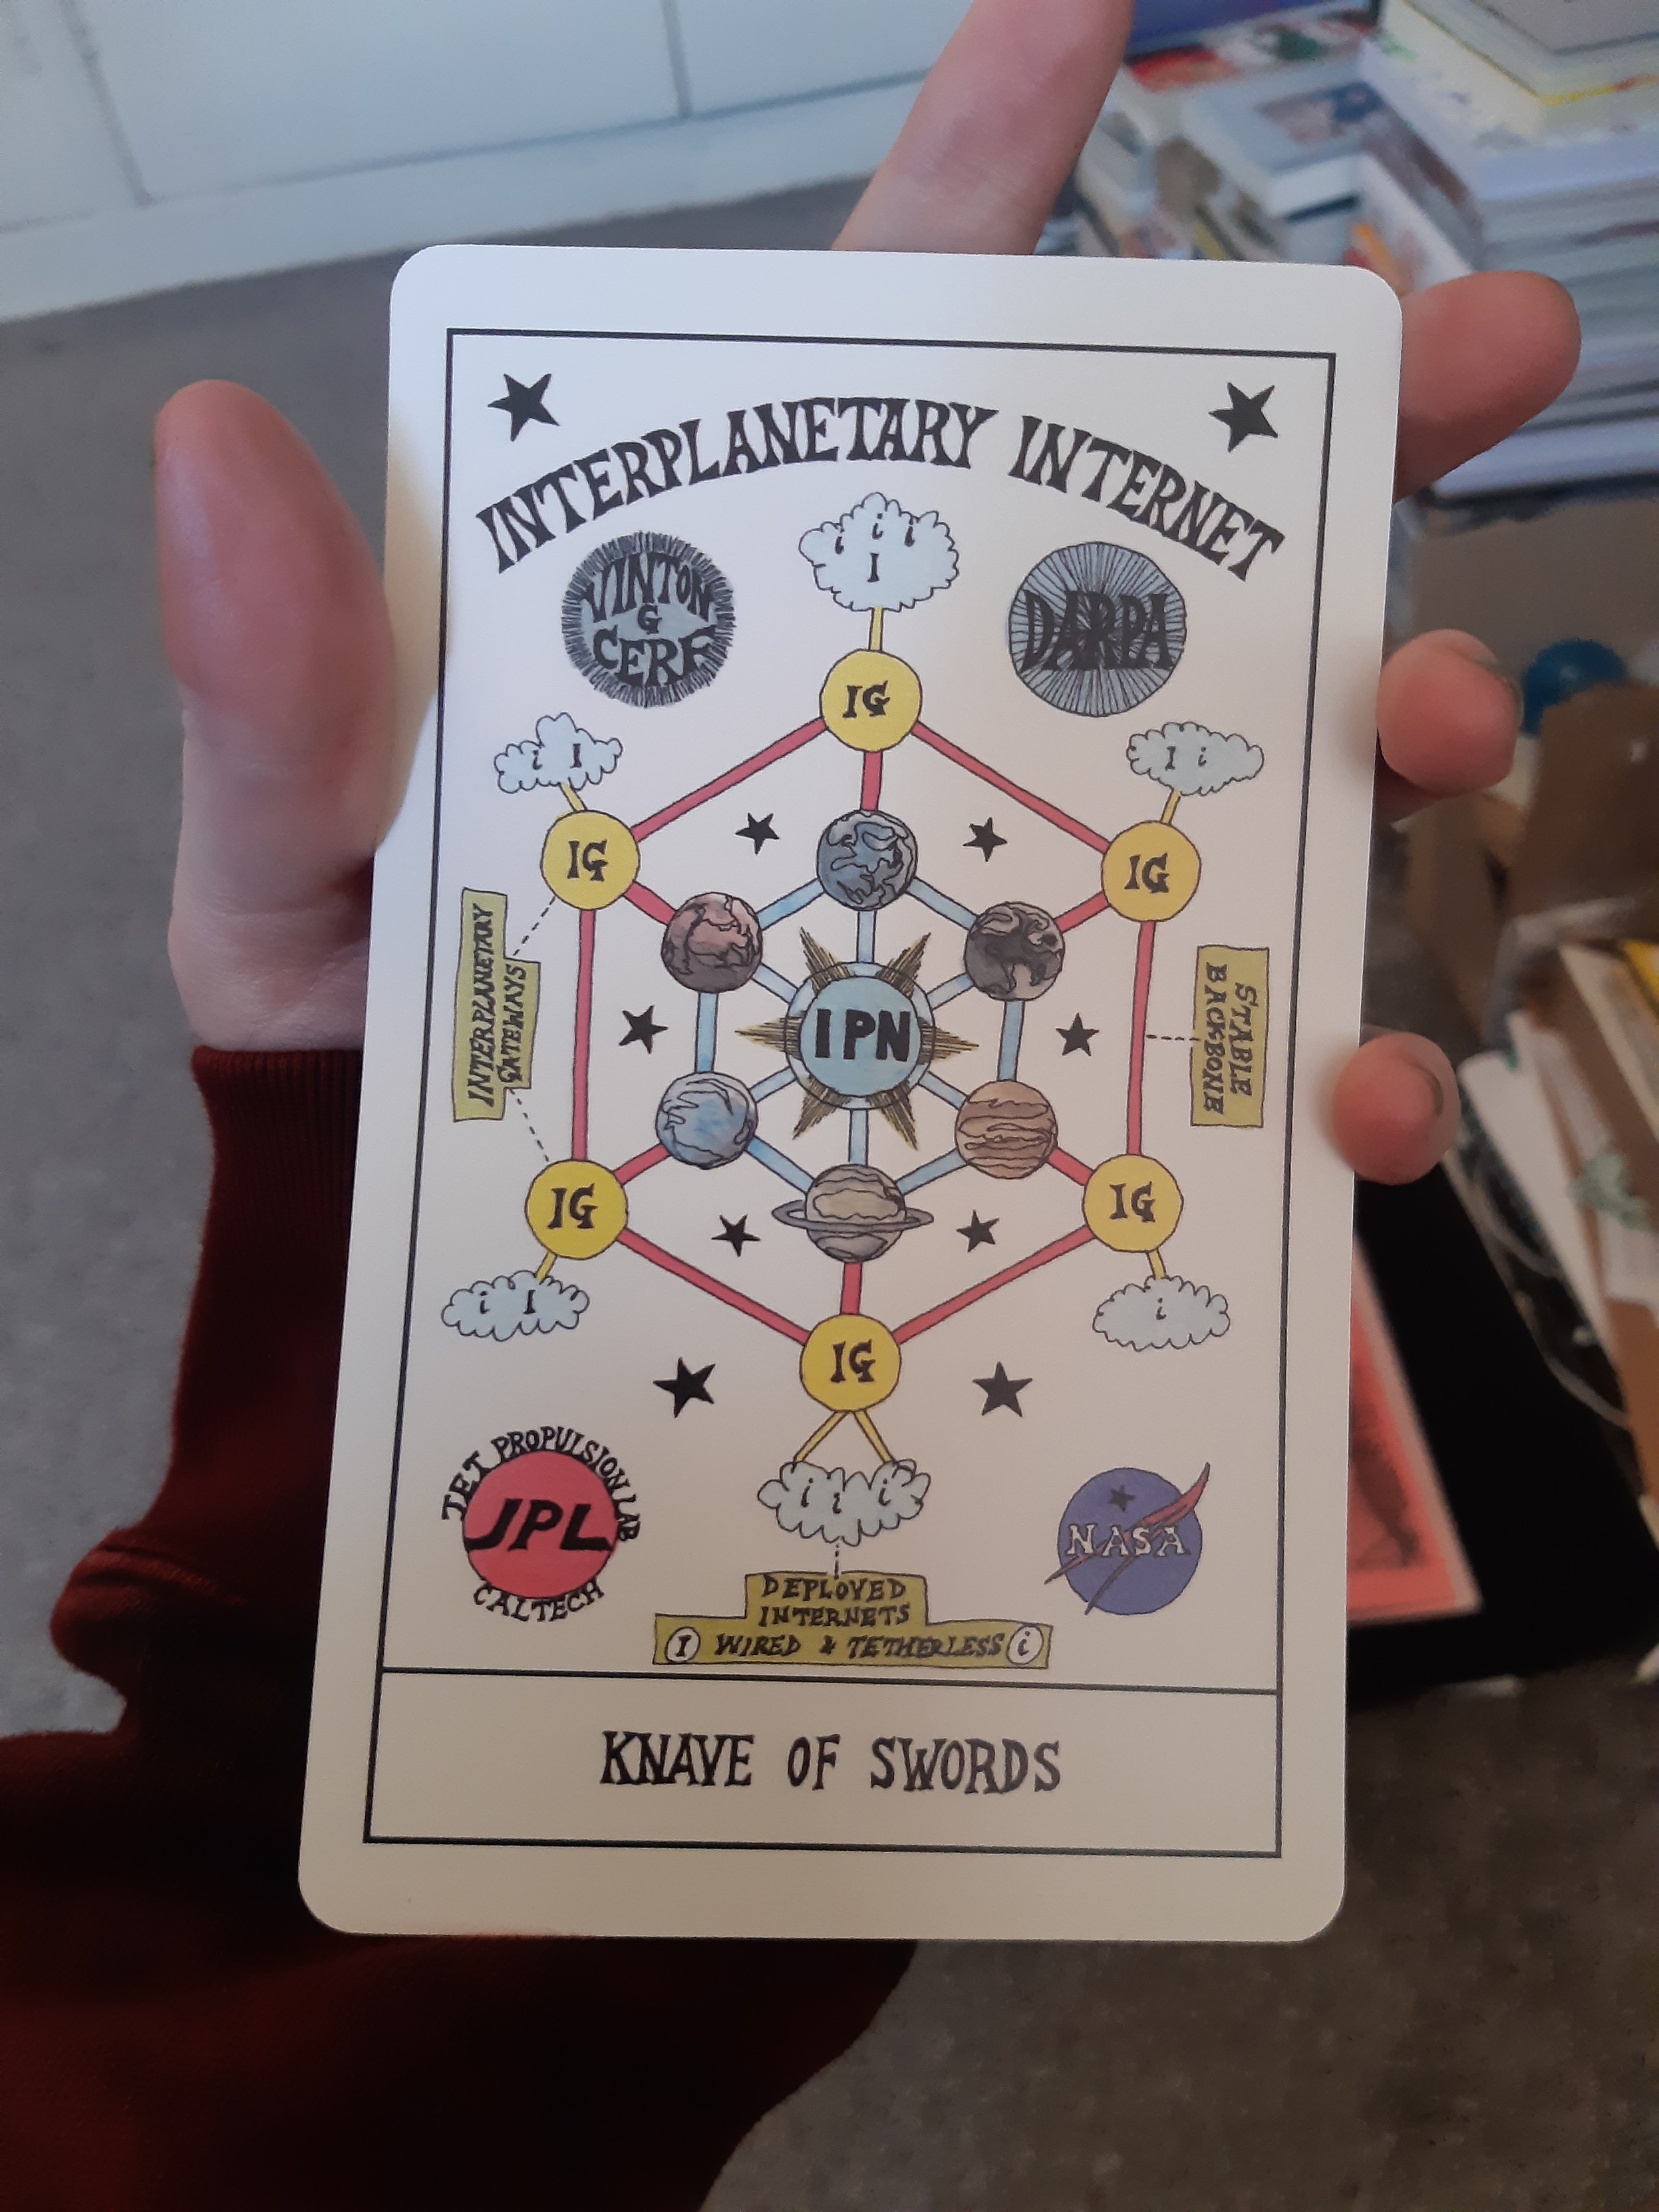 INTERPLANETARY INTERNET
VINTON
G
CERF
i i i
I
DARPA
IG
i I
I i
IG
IG
INTERPLANETARY
GATEWAYS
IPN
STABLE
BACKBONE
IG
IG
i I
i
IG
i i i
JET PROPULSION LAB
JPL
CALTECH
NASA
DEPLOYED
INTERNETS
I WIRED & TETHERLESS i
KNAVE OF SWORDS